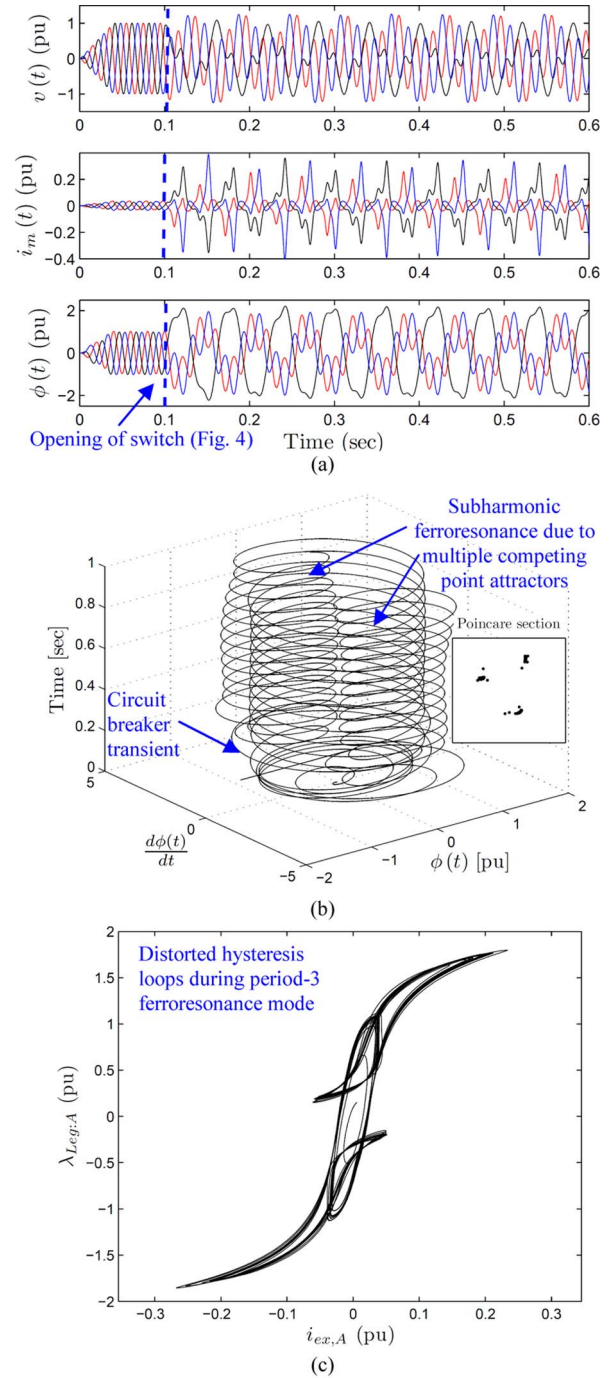 1
0
−1
v (t) (pu)
0 0.1 0.2 0.3 0.4 0.5 0.6
0.2
0
−0.2
−0.4
i_m (t) (pu)
0 0.1 0.2 0.3 0.4 0.5 0.6
2
0
−2
ϕ (t) (pu)
0 0.1 0.2 0.3 0.4 0.5 0.6
Opening of switch (Fig. 4)
Time (sec)
(a)
Subharmonic
ferroresonance due to
multiple competing
point attractors
Poincare section
Circuit
breaker
transient
Time [sec]
1
0.8
0.6
0.4
0.2
0
5
0
−5
dϕ(t)
dt
−2
−1
0
1
2
ϕ (t) [pu]
(b)
Distorted hysteresis
loops during period-3
ferroresonance mode
2
1.5
1
0.5
0
−0.5
−1
−1.5
−2
λ_Leg:A (pu)
−0.3 −0.2 −0.1 0 0.1 0.2 0.3
i_ex,A (pu)
(c)